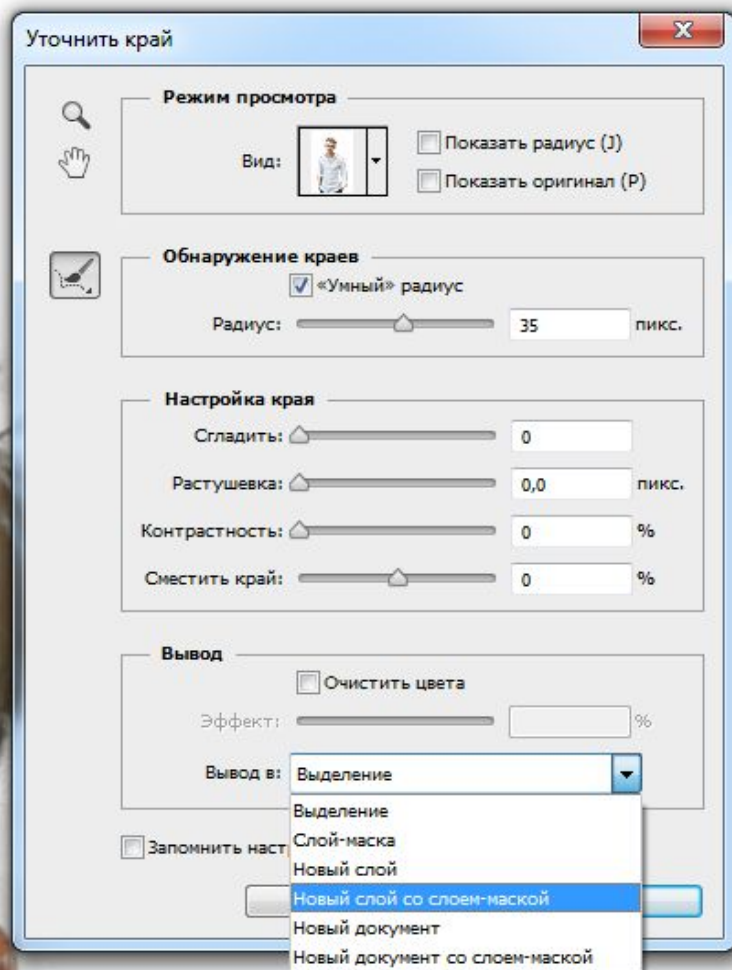 Уточнить край
Режим просмотра
Вид:
Показать радиус (J)
Показать оригинал (P)
Обнаружение краев
«Умный» радиус
Радиус: 35 пикс.
Настройка края
Сгладить: 0
Растушевка: 0,0 пикс.
Контрастность: 0 %
Сместить край: 0 %
Вывод
Очистить цвета
Эффект: %
Вывод в: Выделение
Выделение
Слой-маска
Запомнить
Новый слой
Новый слой со слоем-маской
Новый документ
Новый документ со слоем-маской